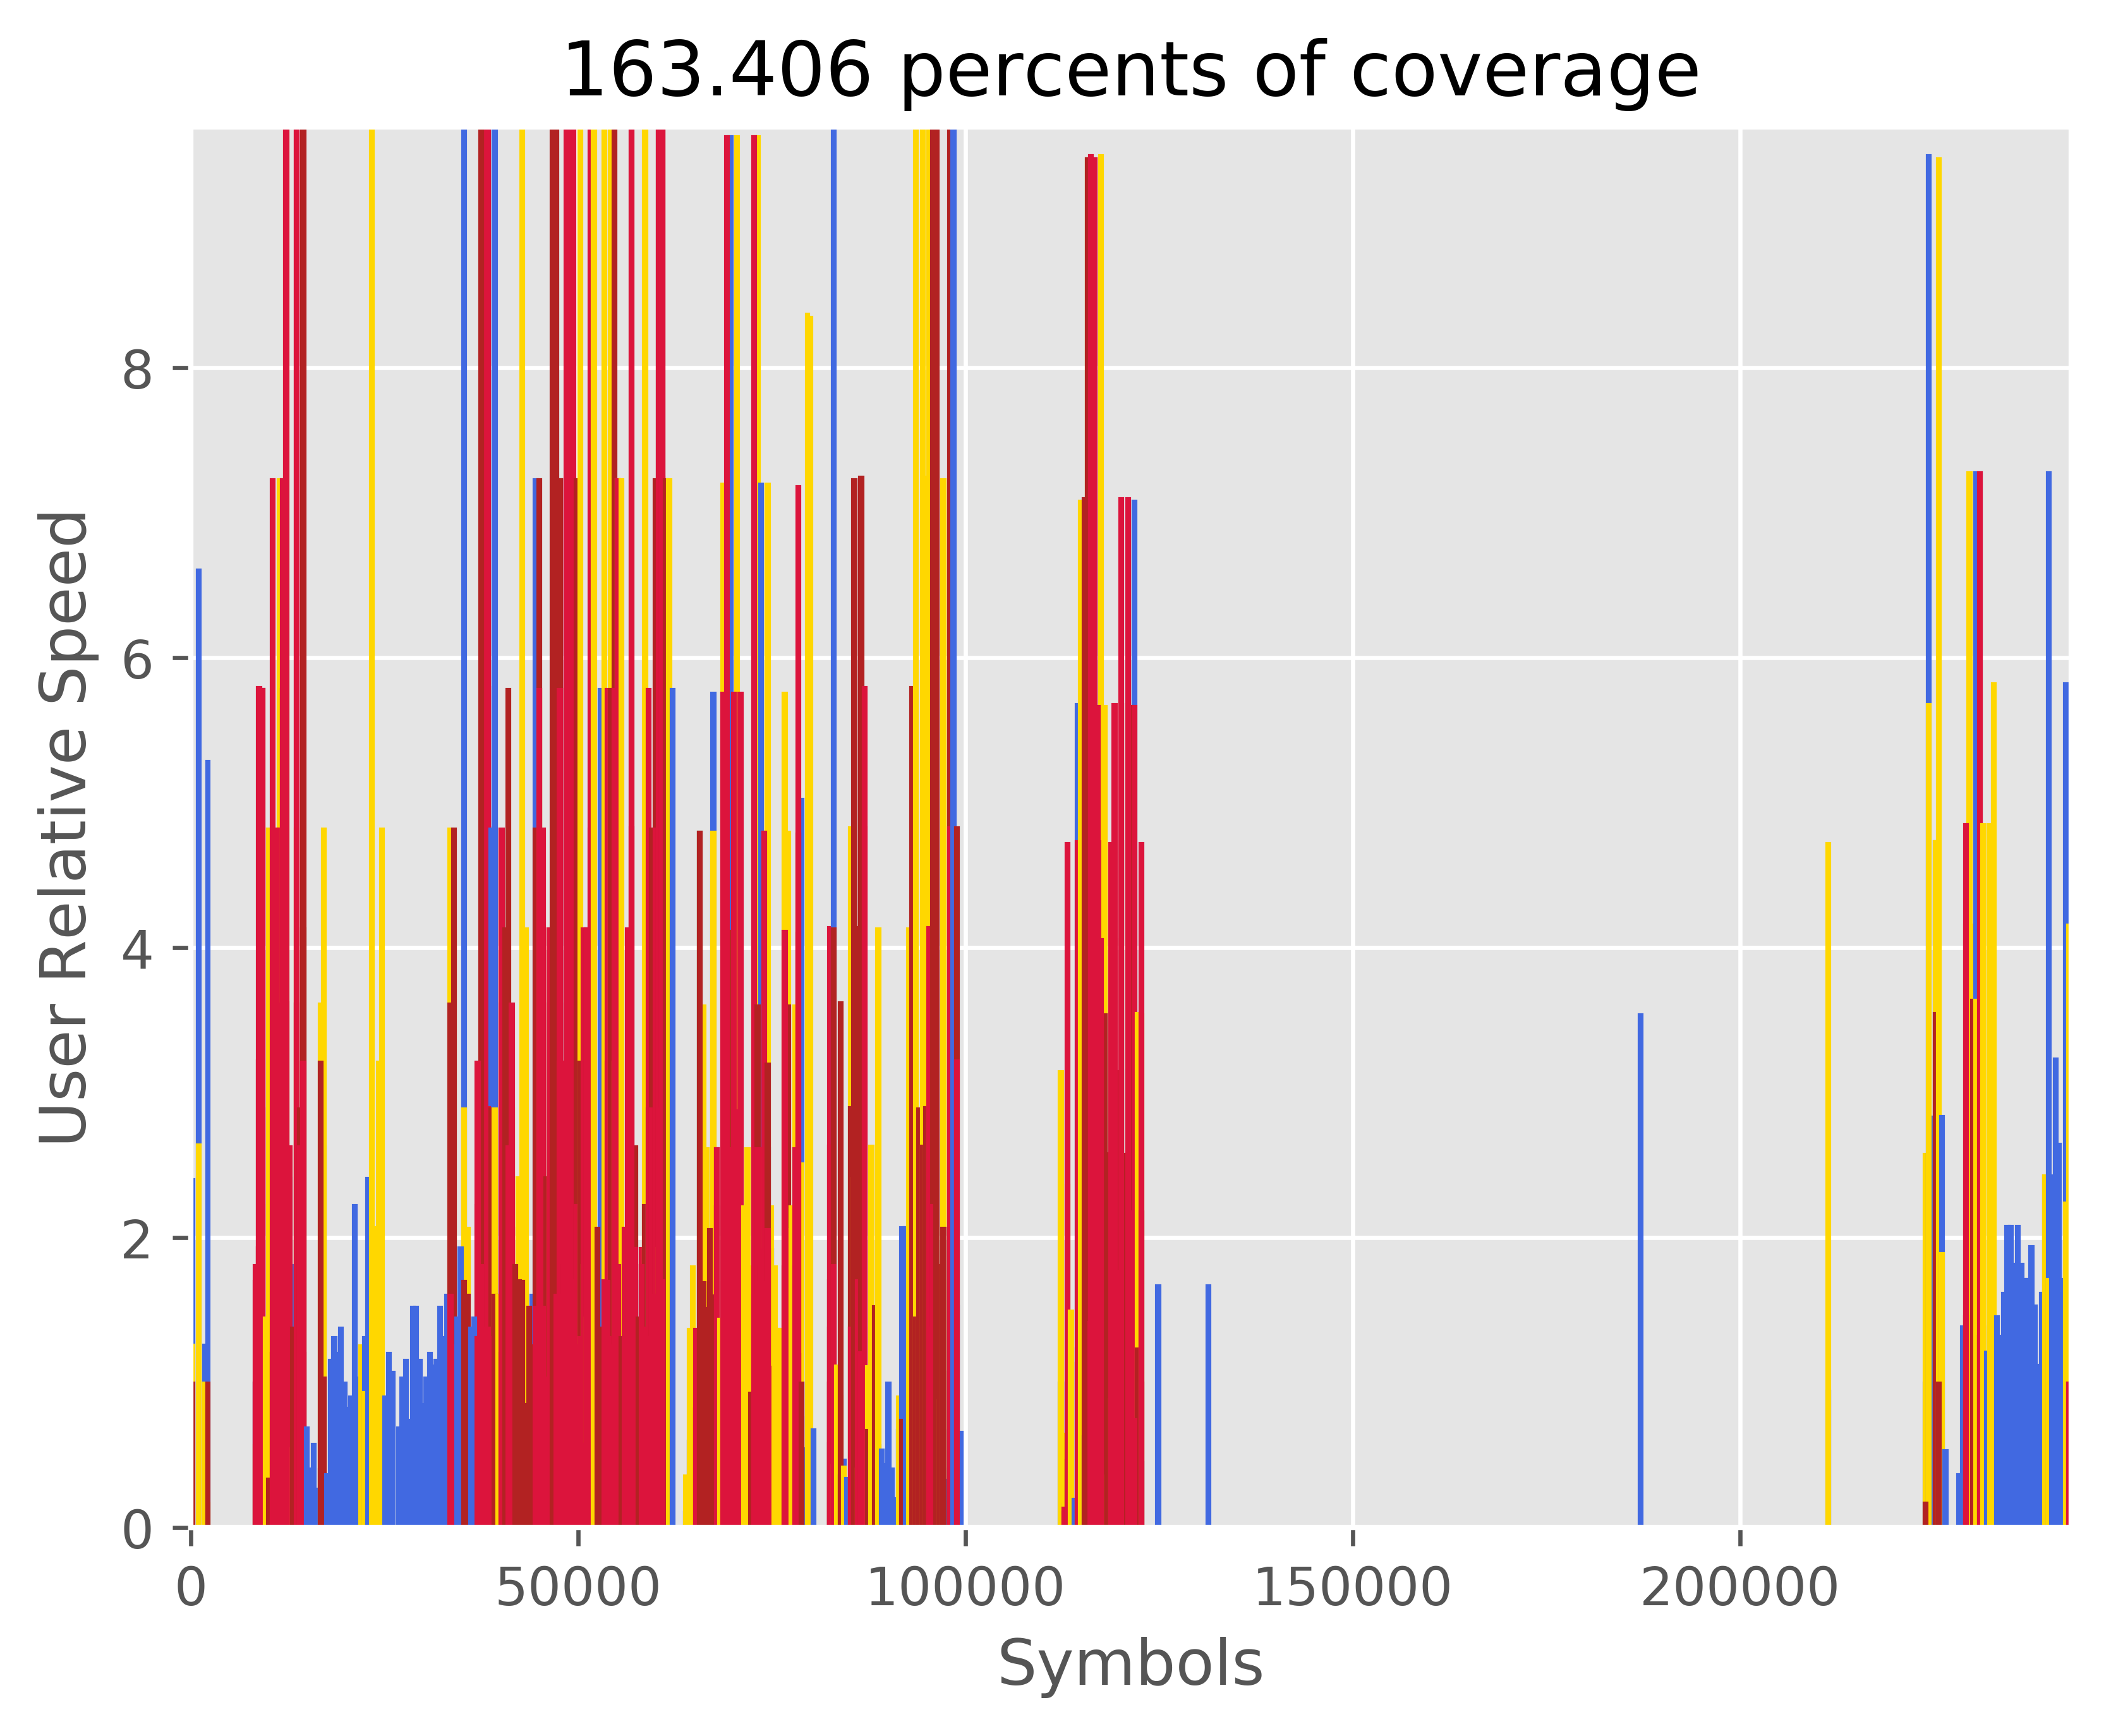 163.406 percents of coverage
User Relative Speed
8
6
4
2
0
0 50000 100000 150000 200000
Symbols